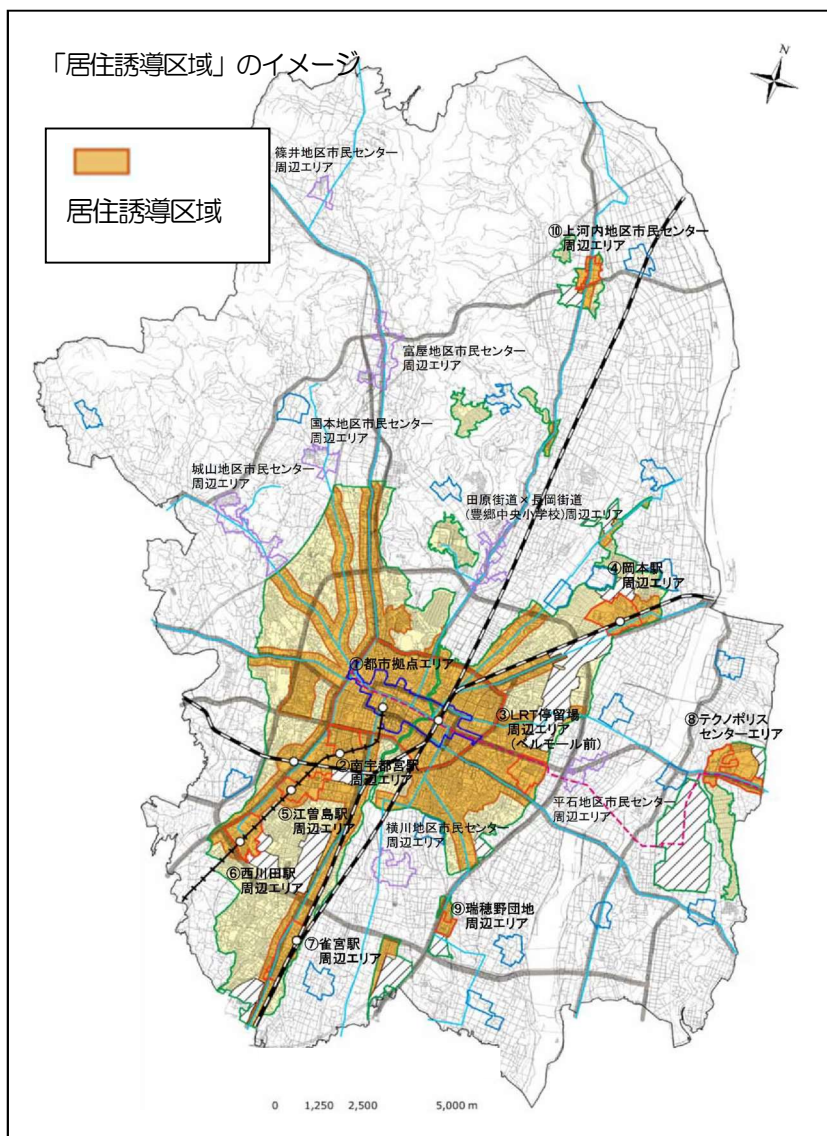 「居住誘導区域」のイメージ
N
居住誘導区域
篠井地区市民センター
周辺エリア
⑩上河内地区市民センター
周辺エリア
富屋地区市民センター
周辺エリア
国本地区市民センター
周辺エリア
城山地区市民センター
周辺エリア
田原街道×長岡街道
(豊郷中央小学校)周辺エリア
④岡本駅
周辺エリア
①都市拠点エリア
③LRT停留場
周辺エリア
(ベルモール前)
⑧テクノポリス
センターエリア
②南宇都宮駅
周辺エリア
平石地区市民センター
周辺エリア
⑤江曽島駅
周辺エリア
横川地区市民センター
周辺エリア
⑥西川田駅
周辺エリア
⑨瑞穂野団地
周辺エリア
⑦雀宮駅
周辺エリア
0 1,250 2,500 5,000 m